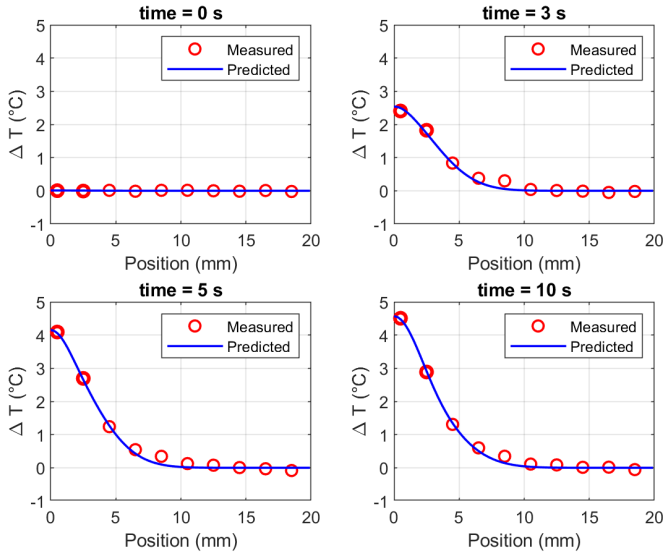 time = 0 s
5
4
3
2
1
0
-1
Δ T (°C)
Measured
Predicted
0 5 10 15 20
Position (mm)
time = 3 s
5
4
3
2
1
0
-1
Δ T (°C)
Measured
Predicted
0 5 10 15 20
Position (mm)
time = 5 s
5
4
3
2
1
0
-1
Δ T (°C)
Measured
Predicted
0 5 10 15 20
Position (mm)
time = 10 s
5
4
3
2
1
0
-1
Δ T (°C)
Measured
Predicted
0 5 10 15 20
Position (mm)